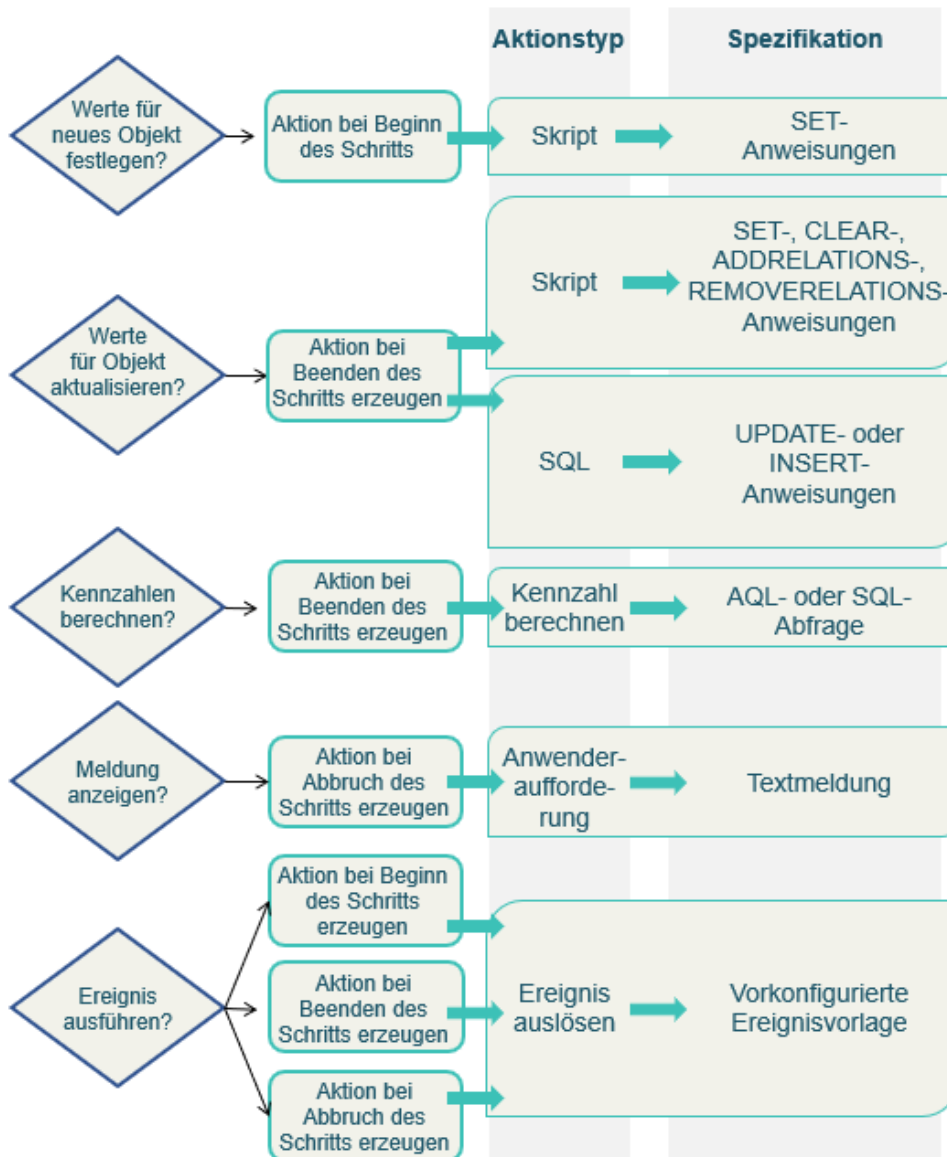 Aktionstyp
Spezifikation
Werte für
neues Objekt
festlegen?
Aktion bei Beginn
des Schritts
Skript
SET-
Anweisungen
Werte
für Objekt
aktualisieren?
Aktion bei
Beenden des
Schritts erzeugen
Skript
SET-, CLEAR-,
ADDRELATIONS-,
REMOVERELATIONS-
Anweisungen
SQL
UPDATE- oder
INSERT-
Anweisungen
Kennzahlen
berechnen?
Aktion bei
Beenden des
Schritts erzeugen
Kennzahl
berechnen
AQL- oder SQL-
Abfrage
Meldung
anzeigen?
Aktion bei
Abbruch des
Schritts erzeugen
Anwender-
aufforde-
rung
Textmeldung
Ereignis
ausführen?
Aktion bei Beginn
des Schritts
erzeugen
Aktion bei
Beenden des
Schritts erzeugen
Aktion bei
Abbruch des
Schritts erzeugen
Ereignis
auslösen
Vorkonfigurierte
Ereignisvorlage